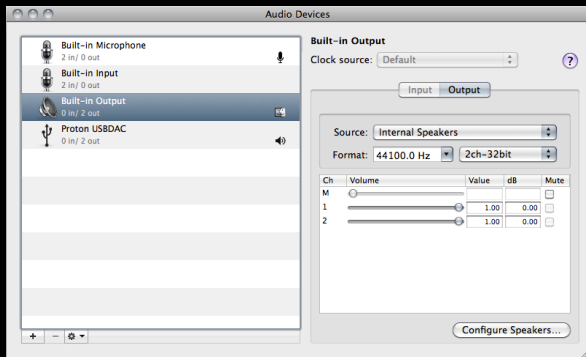 Audio Devices
Built-in Microphone
2 in/ 0 out
Built-in Input
2 in/ 0 out
Built-in Output
0 in/ 2 out
Proton USBDAC
0 in/ 2 out
+ −
Built-in Output
Clock source: Default
?
Input Output
Source: Internal Speakers
Format: 44100.0 Hz 2ch-32bit
Ch Volume Value dB Mute
M
1 1.00 0.00
2 1.00 0.00
Configure Speakers...